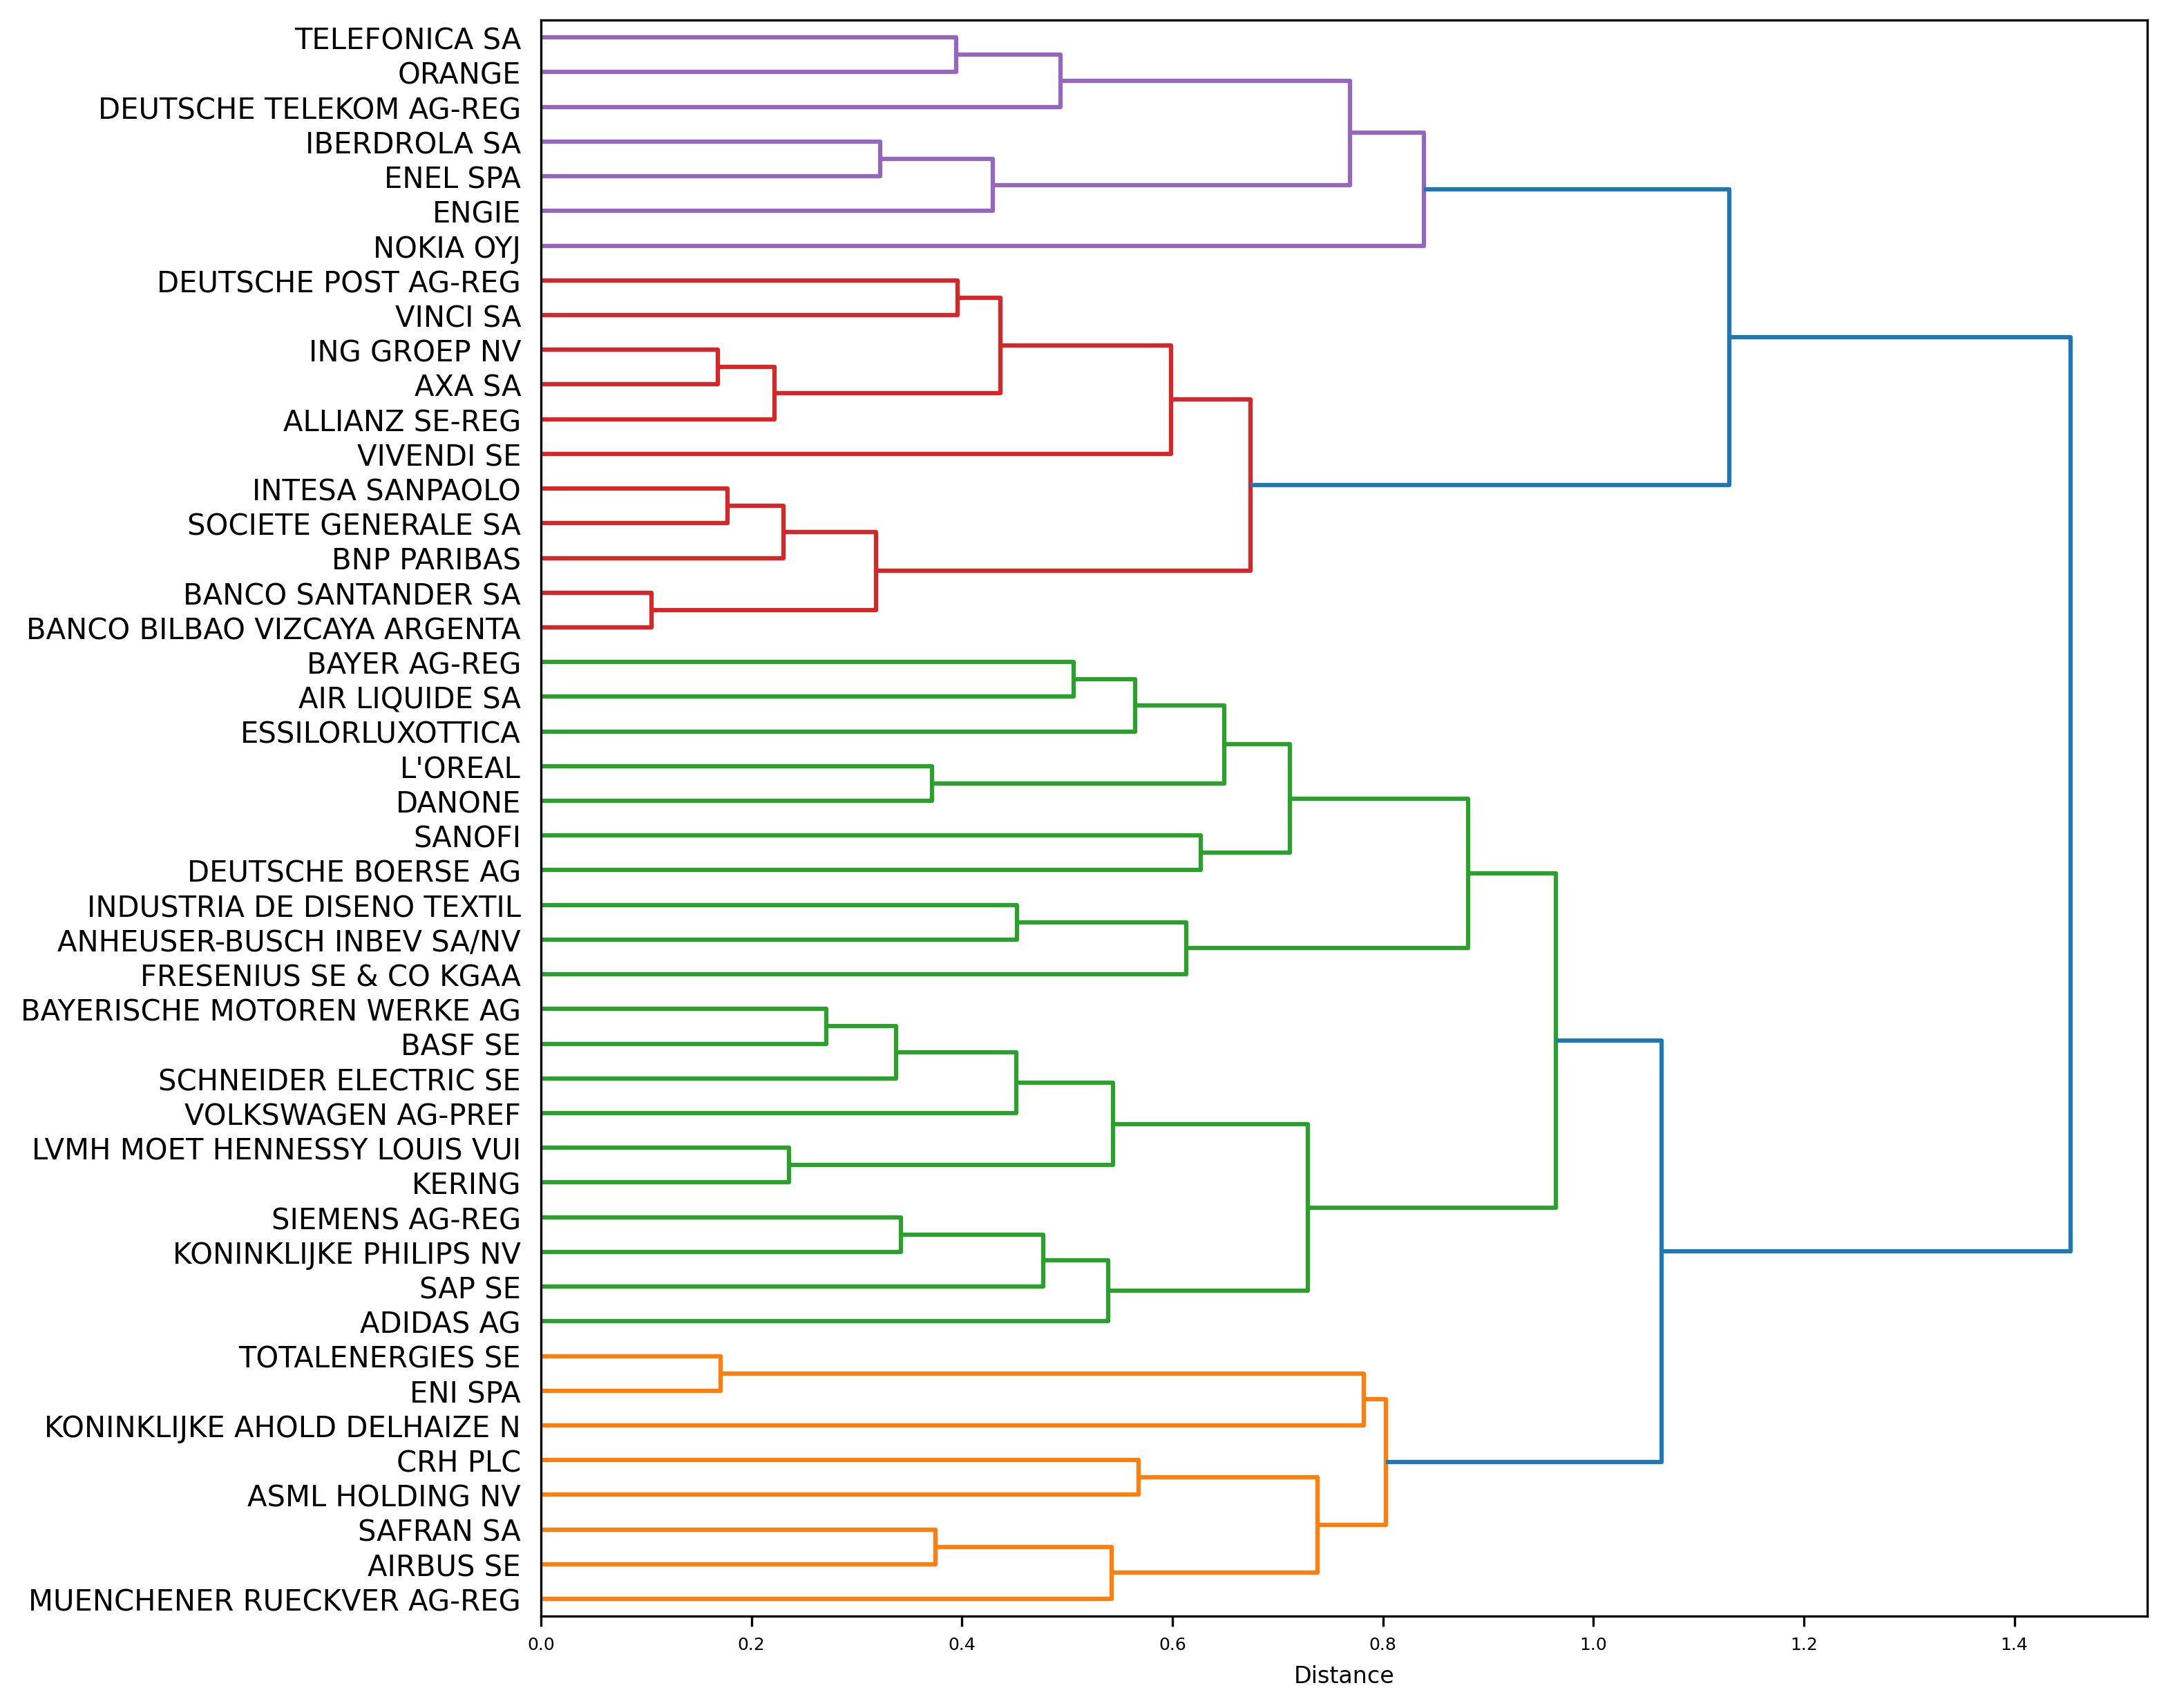 TELEFONICA SA
ORANGE
DEUTSCHE TELEKOM AG-REG
IBERDROLA SA
ENEL SPA
ENGIE
NOKIA OYJ
DEUTSCHE POST AG-REG
VINCI SA
ING GROEP NV
AXA SA
ALLIANZ SE-REG
VIVENDI SE
INTESA SANPAOLO
SOCIETE GENERALE SA
BNP PARIBAS
BANCO SANTANDER SA
BANCO BILBAO VIZCAYA ARGENTA
BAYER AG-REG
AIR LIQUIDE SA
ESSILORLUXOTTICA
L'OREAL
DANONE
SANOFI
DEUTSCHE BOERSE AG
INDUSTRIA DE DISENO TEXTIL
ANHEUSER-BUSCH INBEV SA/NV
FRESENIUS SE & CO KGAA
BAYERISCHE MOTOREN WERKE AG
BASF SE
SCHNEIDER ELECTRIC SE
VOLKSWAGEN AG-PREF
LVMH MOET HENNESSY LOUIS VUI
KERING
SIEMENS AG-REG
KONINKLIJKE PHILIPS NV
SAP SE
ADIDAS AG
TOTALENERGIES SE
ENI SPA
KONINKLIJKE AHOLD DELHAIZE N
CRH PLC
ASML HOLDING NV
SAFRAN SA
AIRBUS SE
MUENCHENER RUECKVER AG-REG
0.0 0.2 0.4 0.6 0.8 1.0 1.2 1.4
Distance